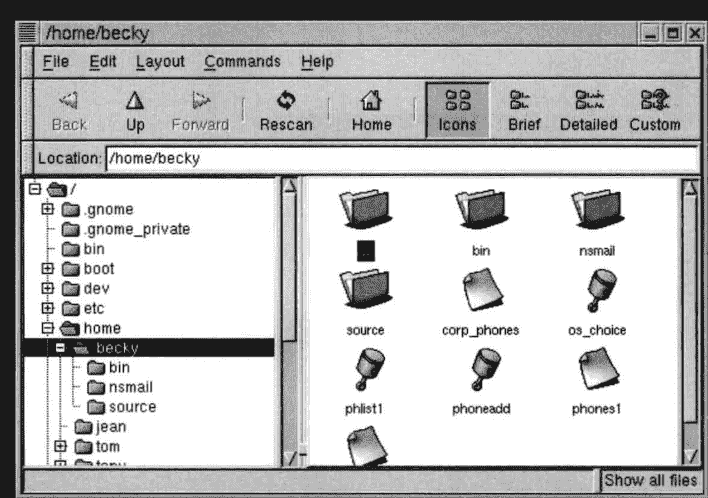 /home/becky
File Edit Layout Commands Help
Back Up Forward Rescan Home Icons Brief Detailed Custom
Location: /home/becky
/
.gnome
.gnome_private
bin
boot
dev
etc
home
becky
bin
nsmail
source
jean
tom
..
bin
nsmail
source
corp_phones
os_choice
phlist1
phoneadd
phones1
Show all files